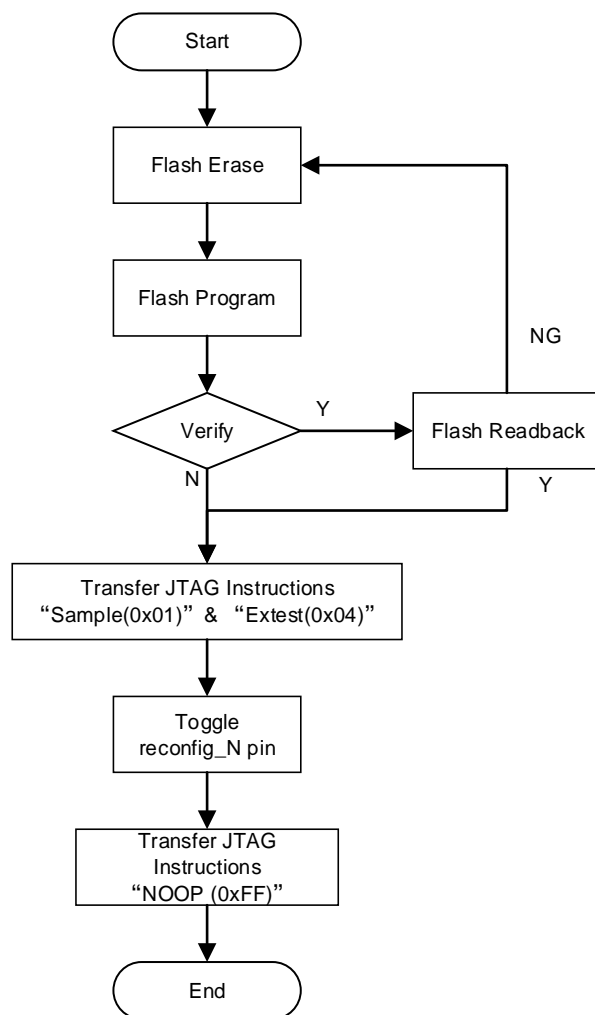 Start
Flash Erase
Flash Program
NG
Verify
Y
Flash Readback
N
Y
Transfer JTAG Instructions
“Sample(0x01)” & “Extest(0x04)”
Toggle
reconfig_N pin
Transfer JTAG
Instructions
“NOOP (0xFF)”
End